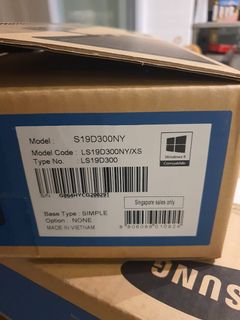 Model : S19D300NY
Model Code : LS19D300NY/XS
Type No. : LS19D300
Windows 8
Compatible
S/N
Singapore sales only
Base Type : SIMPLE
Option : NONE
MADE IN VIETNAM
SUNG